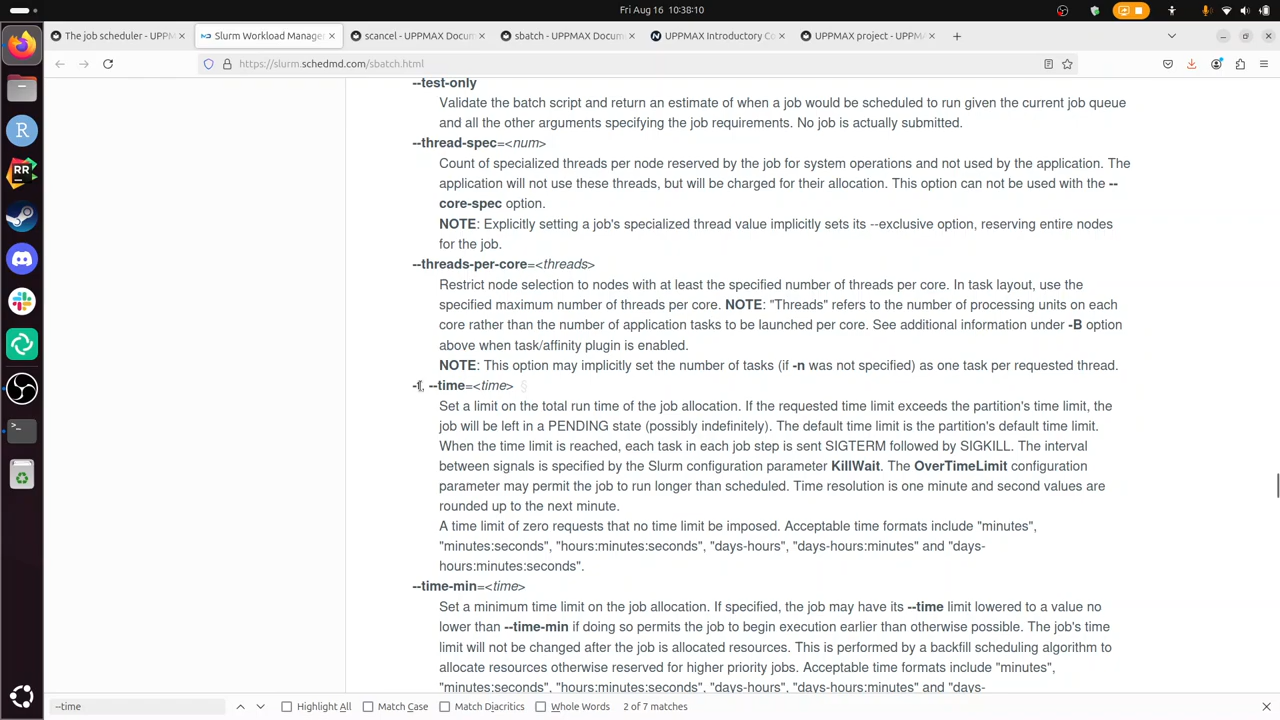 Fri Aug 16 10:38:10
The job scheduler - UPPM
Slurm Workload Manage
scancel - UPPMAX Docum
sbatch - UPPMAX Docum
UPPMAX Introductory Co
UPPMAX project - UPPMA
https://slurm.schedmd.com/sbatch.html
--test-only
Validate the batch script and return an estimate of when a job would be scheduled to run given the current job queue
and all the other arguments specifying the job requirements. No job is actually submitted.
--thread-spec=<num>
Count of specialized threads per node reserved by the job for system operations and not used by the application. The
application will not use these threads, but will be charged for their allocation. This option can not be used with the --
core-spec option.
NOTE: Explicitly setting a job's specialized thread value implicitly sets its --exclusive option, reserving entire nodes
for the job.
--threads-per-core=<threads>
Restrict node selection to nodes with at least the specified number of threads per core. In task layout, use the
specified maximum number of threads per core. NOTE: "Threads" refers to the number of processing units on each
core rather than the number of application tasks to be launched per core. See additional information under -B option
above when task/affinity plugin is enabled.
NOTE: This option may implicitly set the number of tasks (if -n was not specified) as one task per requested thread.
-t, --time=<time> §
Set a limit on the total run time of the job allocation. If the requested time limit exceeds the partition's time limit, the
job will be left in a PENDING state (possibly indefinitely). The default time limit is the partition's default time limit.
When the time limit is reached, each task in each job step is sent SIGTERM followed by SIGKILL. The interval
between signals is specified by the Slurm configuration parameter KillWait. The OverTimeLimit configuration
parameter may permit the job to run longer than scheduled. Time resolution is one minute and second values are
rounded up to the next minute.
A time limit of zero requests that no time limit be imposed. Acceptable time formats include "minutes",
"minutes:seconds", "hours:minutes:seconds", "days-hours", "days-hours:minutes" and "days-
hours:minutes:seconds".
--time-min=<time>
Set a minimum time limit on the job allocation. If specified, the job may have its --time limit lowered to a value no
lower than --time-min if doing so permits the job to begin execution earlier than otherwise possible. The job's time
limit will not be changed after the job is allocated resources. This is performed by a backfill scheduling algorithm to
allocate resources otherwise reserved for higher priority jobs. Acceptable time formats include "minutes",
"minutes:seconds", "hours:minutes:seconds", "days-hours", "days-hours:minutes" and "days-
R
RR
--time
Highlight All
Match Case
Match Diacritics
Whole Words
2 of 7 matches